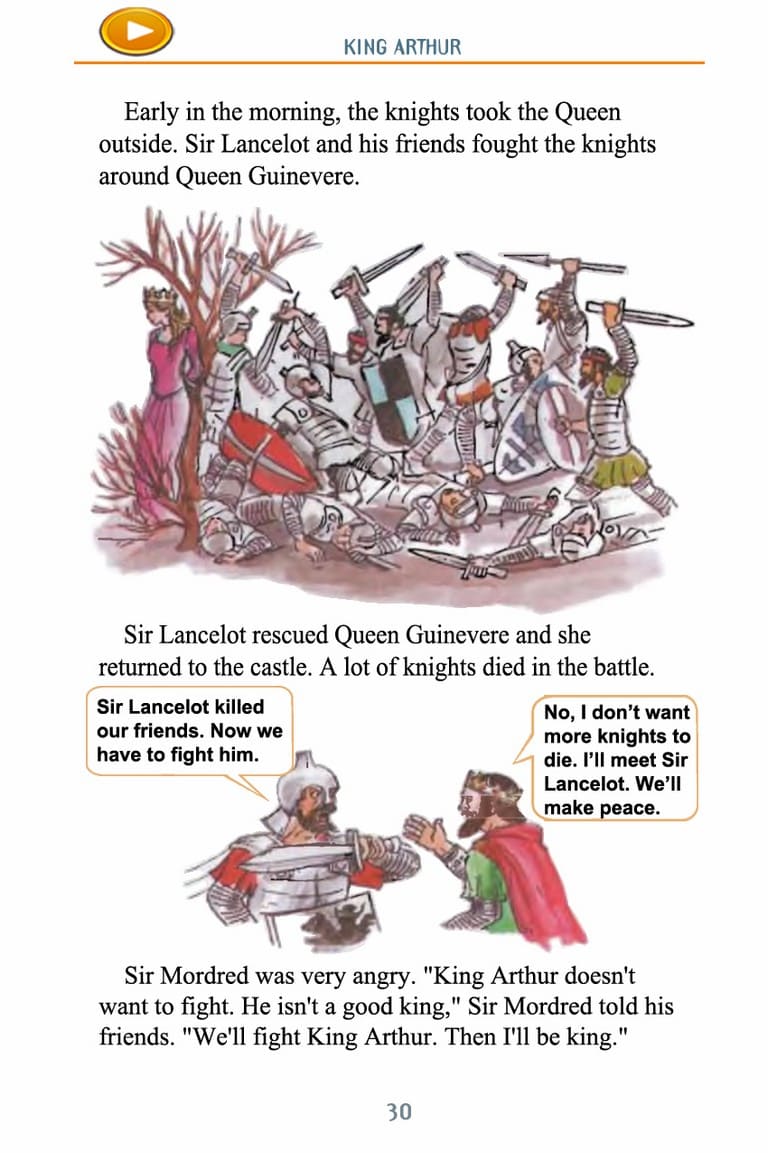 KING ARTHUR
Early in the morning, the knights took the Queen
outside. Sir Lancelot and his friends fought the knights
around Queen Guinevere.
Sir Lancelot rescued Queen Guinevere and she
returned to the castle. A lot of knights died in the battle.
Sir Lancelot killed
our friends. Now we
have to fight him.
No, I don’t want
more knights to
die. I’ll meet Sir
Lancelot. We’ll
make peace.
Sir Mordred was very angry. "King Arthur doesn't
want to fight. He isn't a good king," Sir Mordred told his
friends. "We'll fight King Arthur. Then I'll be king."
30